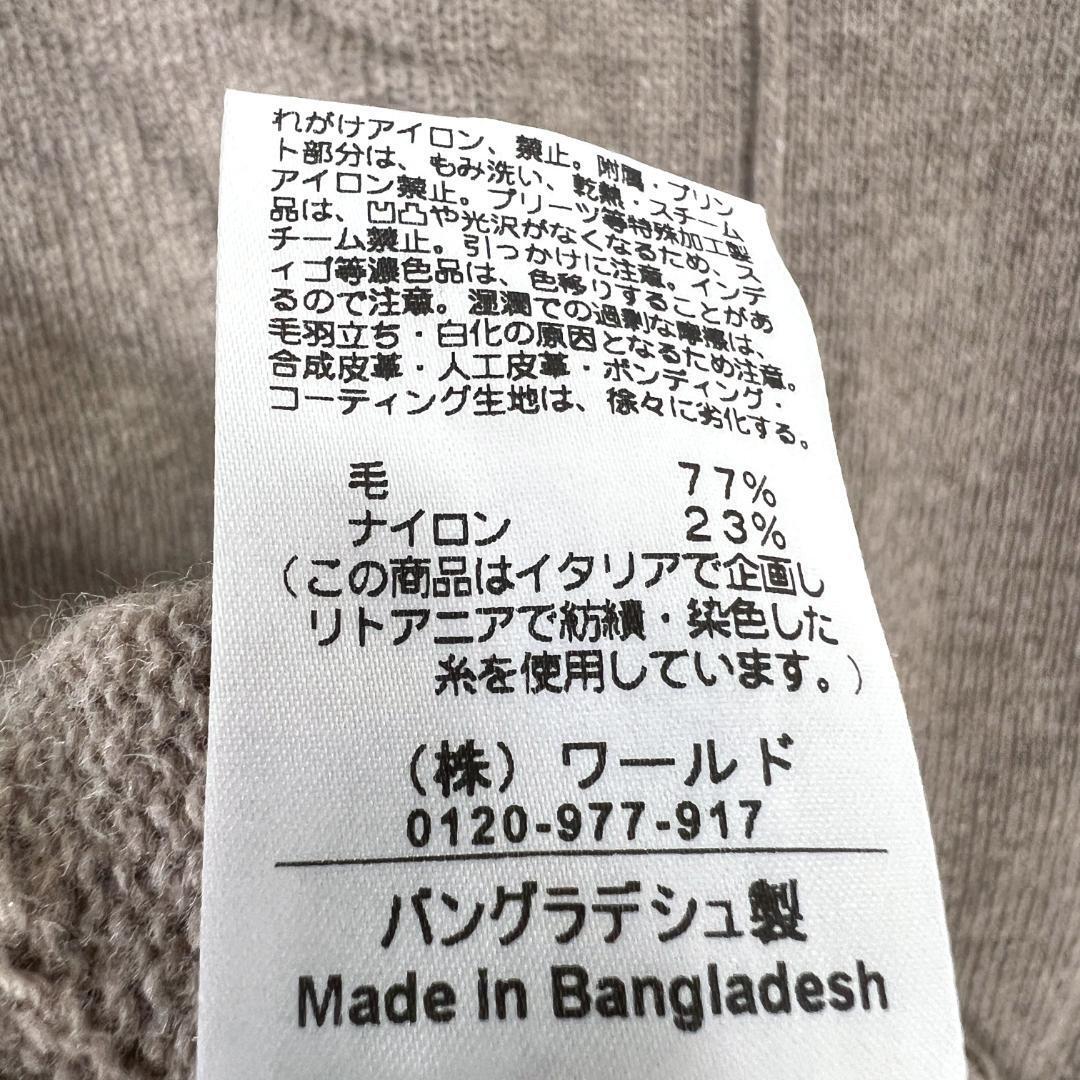 れがけアイロン、禁止。附属・プリン
ト部分は、もみ洗い、乾熱・スチーム
アイロン禁止。プリーツ等特殊加工製
品は、凹凸や光沢がなくなるため、ス
チーム禁止。引っかけに注意。インデ
ィゴ等濃色品は、色移りすることがあ
るので注意。湿潤での過剰な摩擦は、
毛羽立ち・白化の原因となるため注意。
合成皮革・人工皮革・ボンディング・
コーティング生地は、徐々に劣化する。
毛 77%
ナイロン 23%
(この商品はイタリアで企画し
リトアニアで紡績・染色した
糸を使用しています。)
(株) ワールド
0120-977-917
バングラデシュ製
Made in Bangladesh